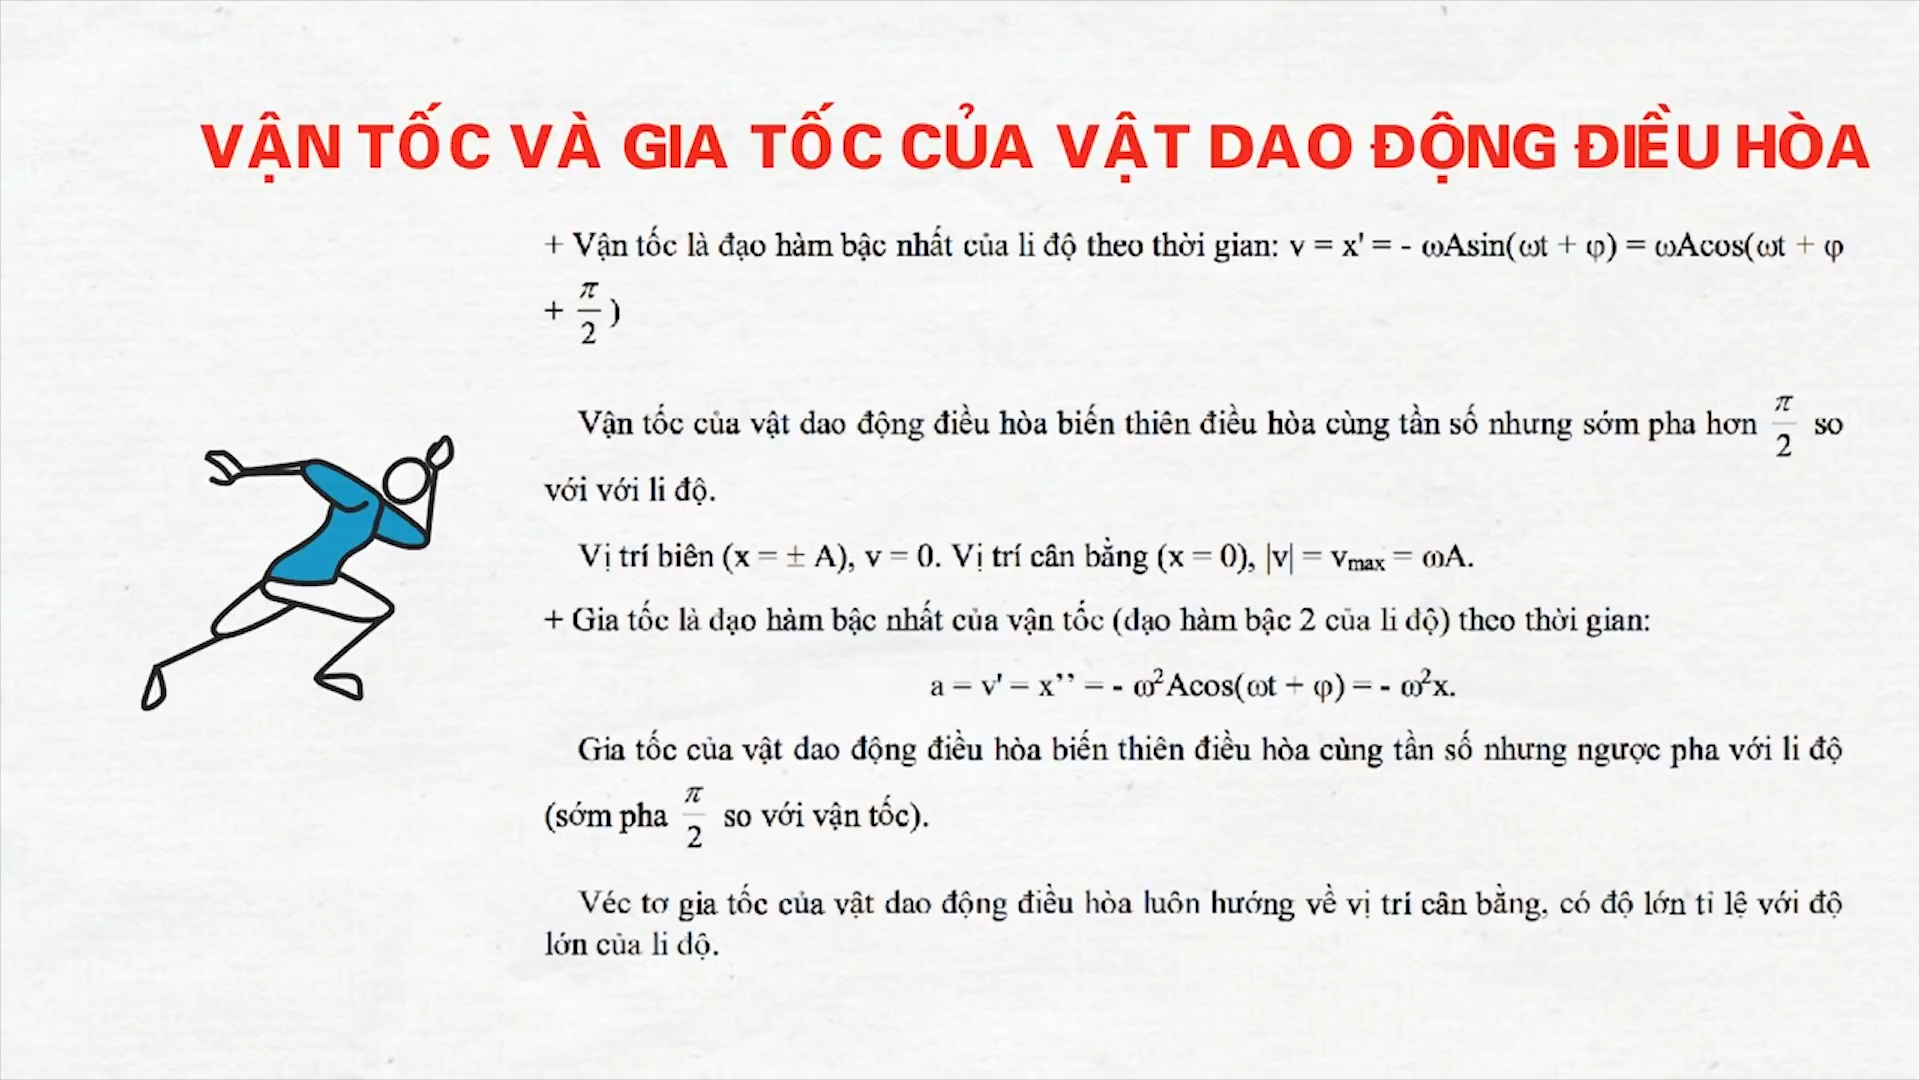 VẬN TỐC VÀ GIA TỐC CỦA VẬT DAO ĐỘNG ĐIỀU HÒA
+ Vận tốc là đạo hàm bậc nhất của li độ theo thời gian: v = x' = - ωAsin(ωt + φ) = ωAcos(ωt + φ
+ π/2)
Vận tốc của vật dao động điều hòa biến thiên điều hòa cùng tần số nhưng sớm pha hơn π/2 so
với với li độ.
Vị trí biên (x = ± A), v = 0. Vị trí cân bằng (x = 0), |v| = vmax = ωA.
+ Gia tốc là đạo hàm bậc nhất của vận tốc (đạo hàm bậc 2 của li độ) theo thời gian:
a = v' = x’’ = - ω²Acos(ωt + φ) = - ω²x.
Gia tốc của vật dao động điều hòa biến thiên điều hòa cùng tần số nhưng ngược pha với li độ
(sớm pha π/2 so với vận tốc).
Véc tơ gia tốc của vật dao động điều hòa luôn hướng về vị trí cân bằng, có độ lớn tỉ lệ với độ
lớn của li độ.